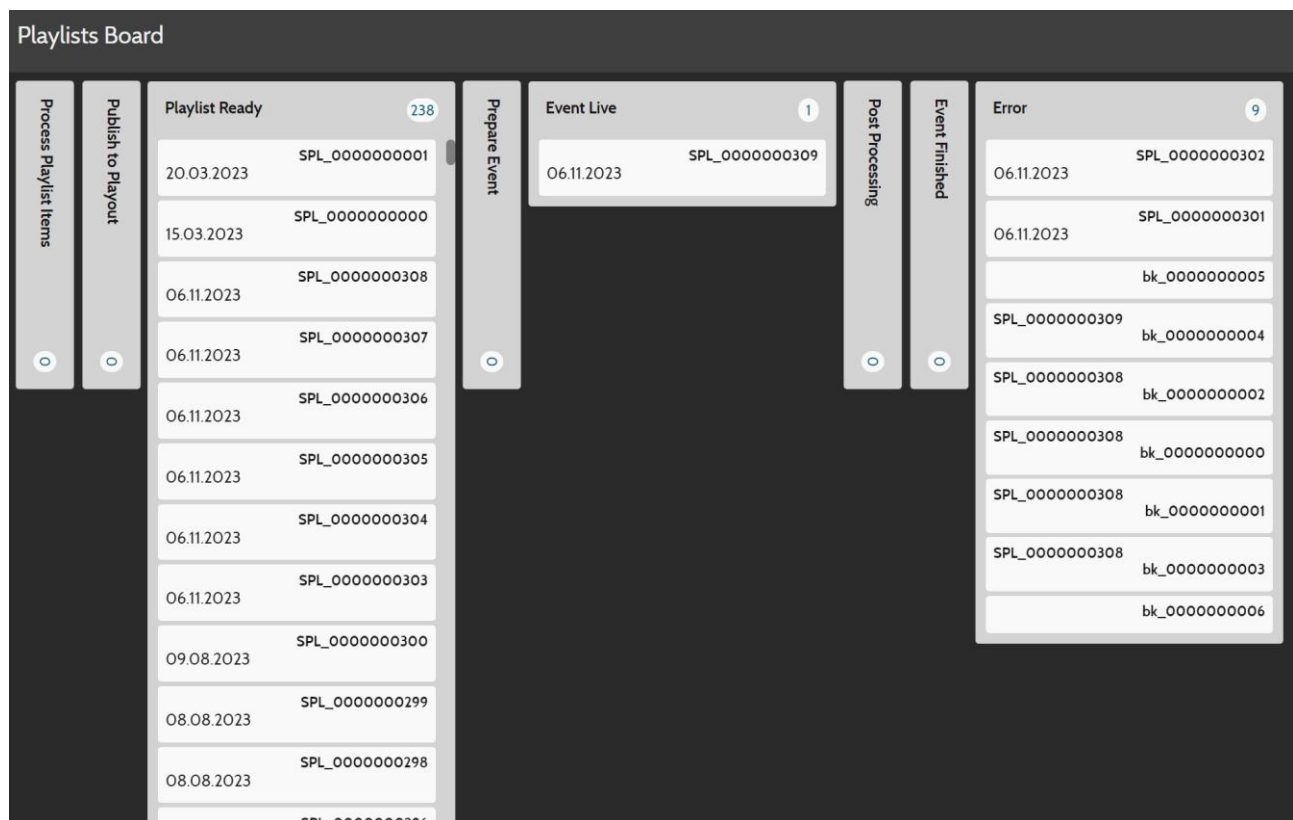 Playlists Board
Process Playlist Items
0
Publish to Playout
0
Playlist Ready
238
SPL_0000000001
20.03.2023
SPL_0000000000
15.03.2023
SPL_0000000308
06.11.2023
SPL_0000000307
06.11.2023
SPL_0000000306
06.11.2023
SPL_0000000305
06.11.2023
SPL_0000000304
06.11.2023
SPL_0000000303
06.11.2023
SPL_0000000300
09.08.2023
SPL_0000000299
08.08.2023
SPL_0000000298
08.08.2023
Prepare Event
0
Event Live
1
SPL_0000000309
06.11.2023
Post Processing
0
Event Finished
0
Error
9
SPL_0000000302
06.11.2023
SPL_0000000301
06.11.2023
bk_0000000005
SPL_0000000309
bk_0000000004
SPL_0000000308
bk_0000000002
SPL_0000000308
bk_0000000000
SPL_0000000308
bk_0000000001
SPL_0000000308
bk_0000000003
bk_0000000006